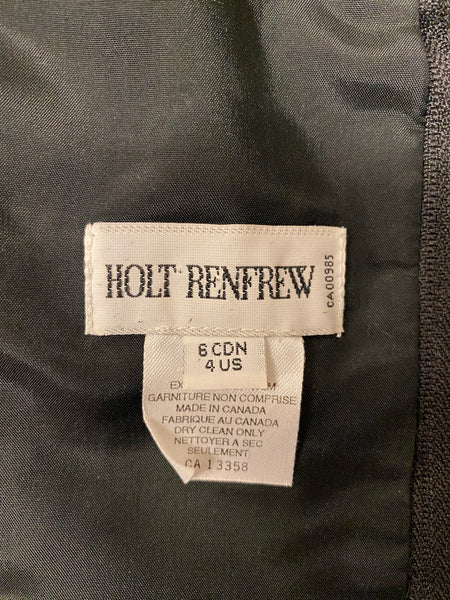 HOLT RENFREW
CA00985
6 CDN
4 US
GARNITURE NON COMPRISE
MADE IN CANADA
FABRIQUE AU CANADA
DRY CLEAN ONLY
NETTOYER A SEC
SEULEMENT
CA 13358